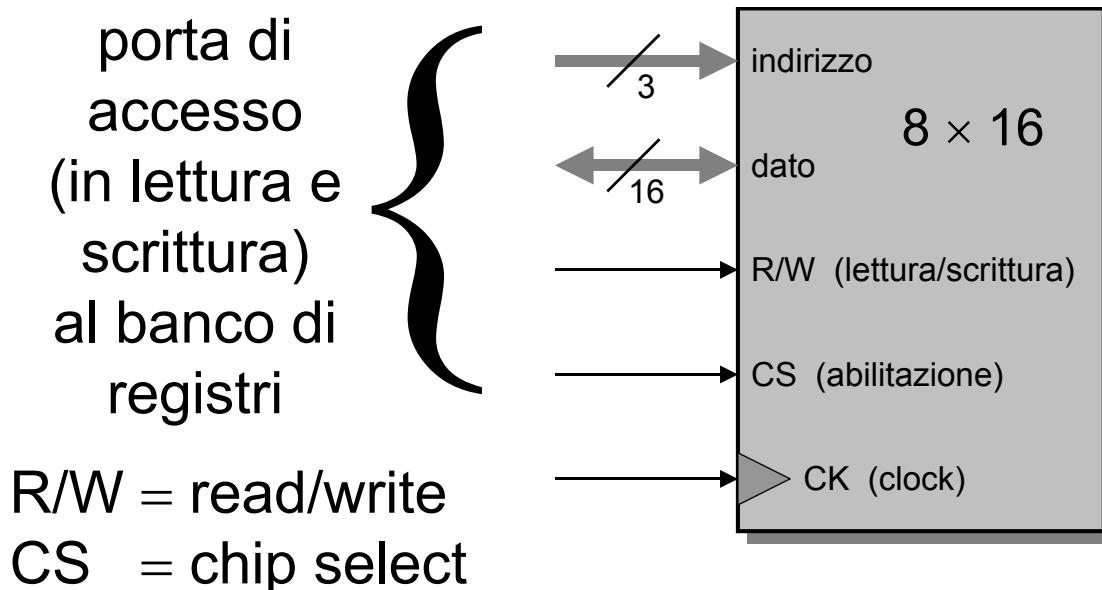 porta di
accesso
(in lettura e
scrittura)
al banco di
registri
R/W = read/write
CS = chip select
3
16
indirizzo
8 × 16
dato
R/W (lettura/scrittura)
CS (abilitazione)
CK (clock)